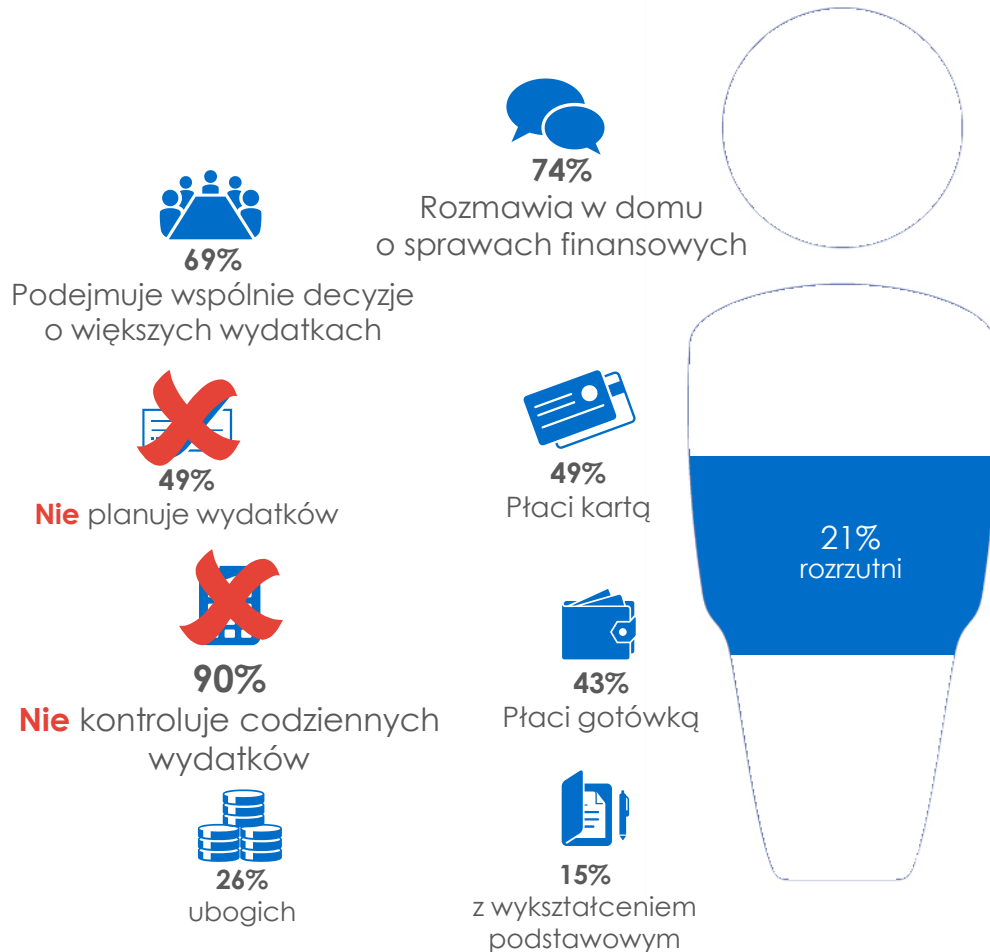 74%
Rozmawia w domu
o sprawach finansowych
69%
Podejmuje wspólnie decyzje
o większych wydatkach
49%
Nie planuje wydatków
49%
Płaci kartą
21%
rozrzutni
90%
Nie kontroluje codziennych
wydatków
43%
Płaci gotówką
26%
ubogich
15%
z wykształceniem
podstawowym